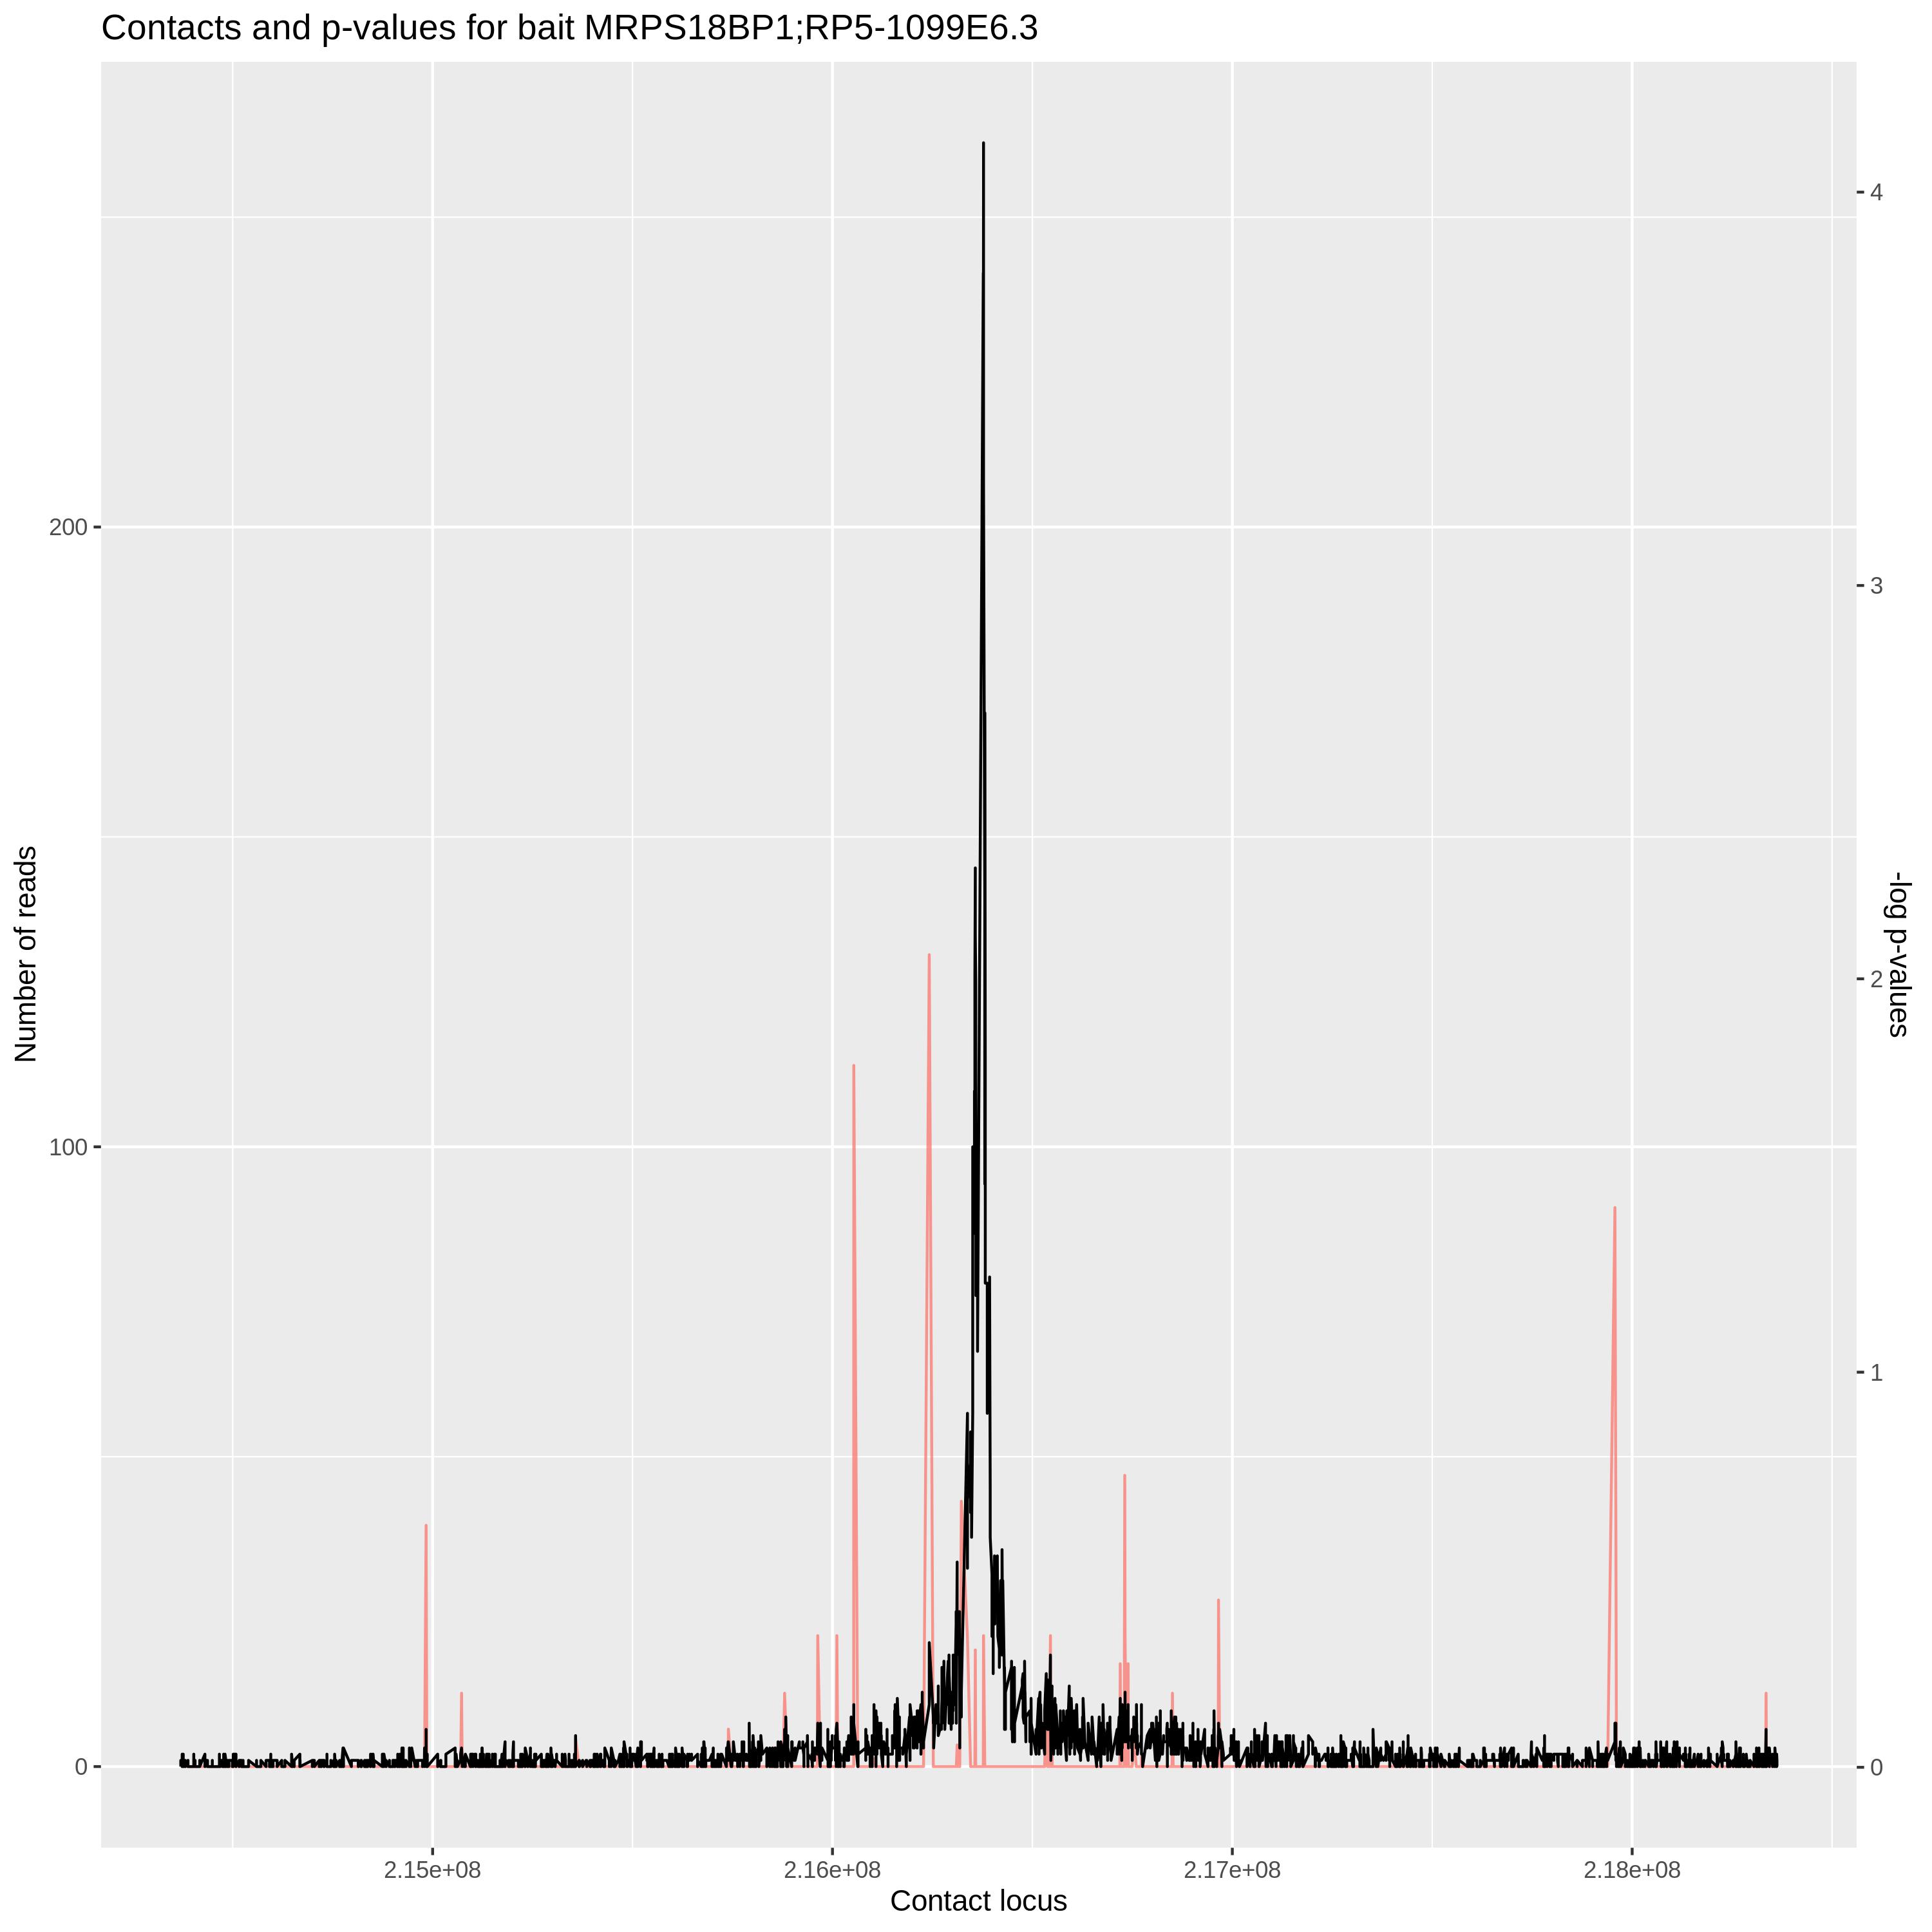 Contacts and p-values for bait MRPS18BP1;RP5-1099E6.3
Number of reads
200
100
0
4
3
2
1
0
-log p-values
2.15e+08 2.16e+08 2.17e+08 2.18e+08
Contact locus